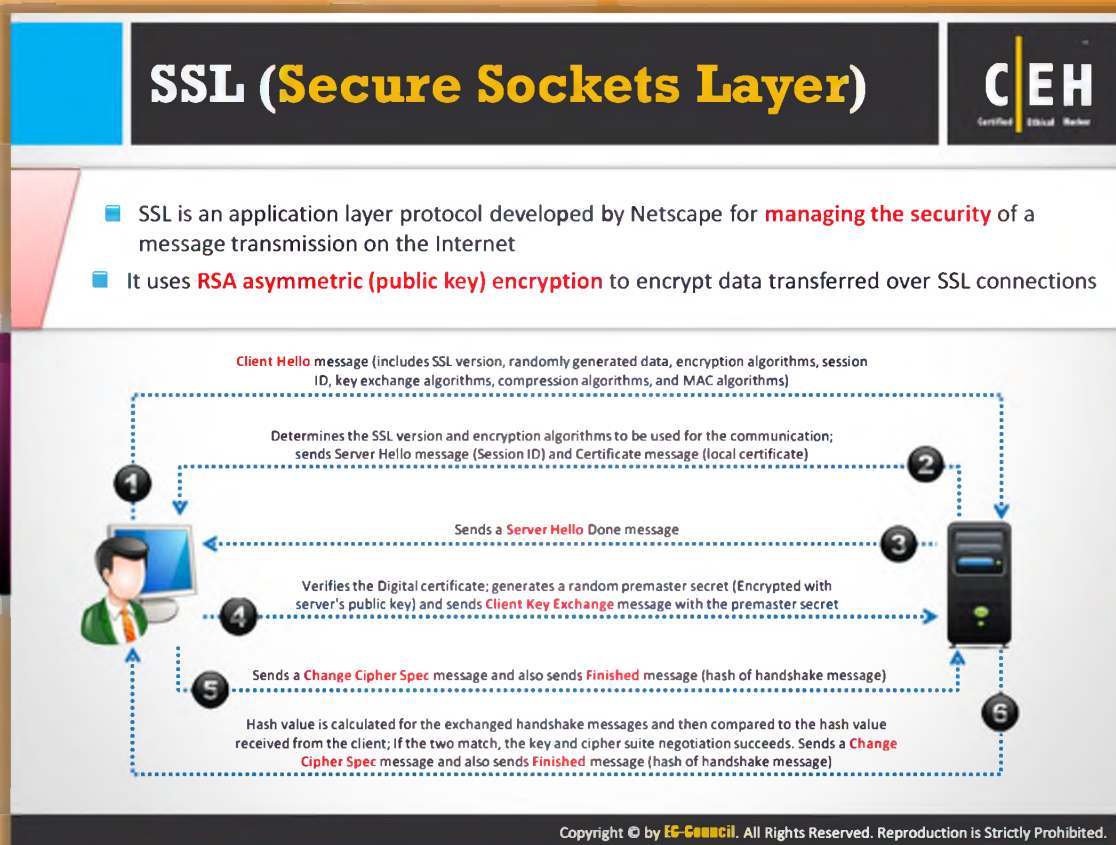 SSL (Secure Sockets Layer)
C EH
Certified Ethical Hacker
SSL is an application layer protocol developed by Netscape for managing the security of a
message transmission on the Internet
It uses RSA asymmetric (public key) encryption to encrypt data transferred over SSL connections
Client Hello message (includes SSL version, randomly generated data, encryption algorithms, session
ID, key exchange algorithms, compression algorithms, and MAC algorithms)
Determines the SSL version and encryption algorithms to be used for the communication;
sends Server Hello message (Session ID) and Certificate message (local certificate)
1
2
Sends a Server Hello Done message
3
Verifies the Digital certificate; generates a random premaster secret (Encrypted with
server's public key) and sends Client Key Exchange message with the premaster secret
4
Sends a Change Cipher Spec message and also sends Finished message (hash of handshake message)
5
6
Hash value is calculated for the exchanged handshake messages and then compared to the hash value
received from the client; If the two match, the key and cipher suite negotiation succeeds. Sends a Change
Cipher Spec message and also sends Finished message (hash of handshake message)
Copyright © by EC-Council. All Rights Reserved. Reproduction is Strictly Prohibited.